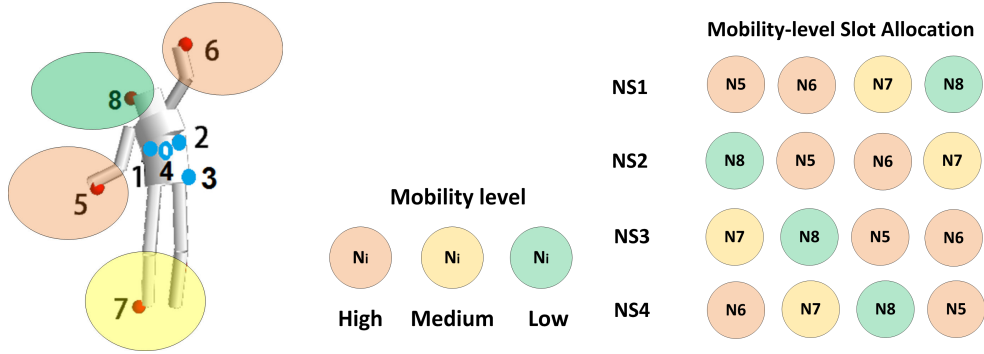 6
8
2
1 4 3
5
7
Mobility level
Ni Ni Ni
High Medium Low
Mobility-level Slot Allocation
NS1 N5 N6 N7 N8
NS2 N8 N5 N6 N7
NS3 N7 N8 N5 N6
NS4 N6 N7 N8 N5